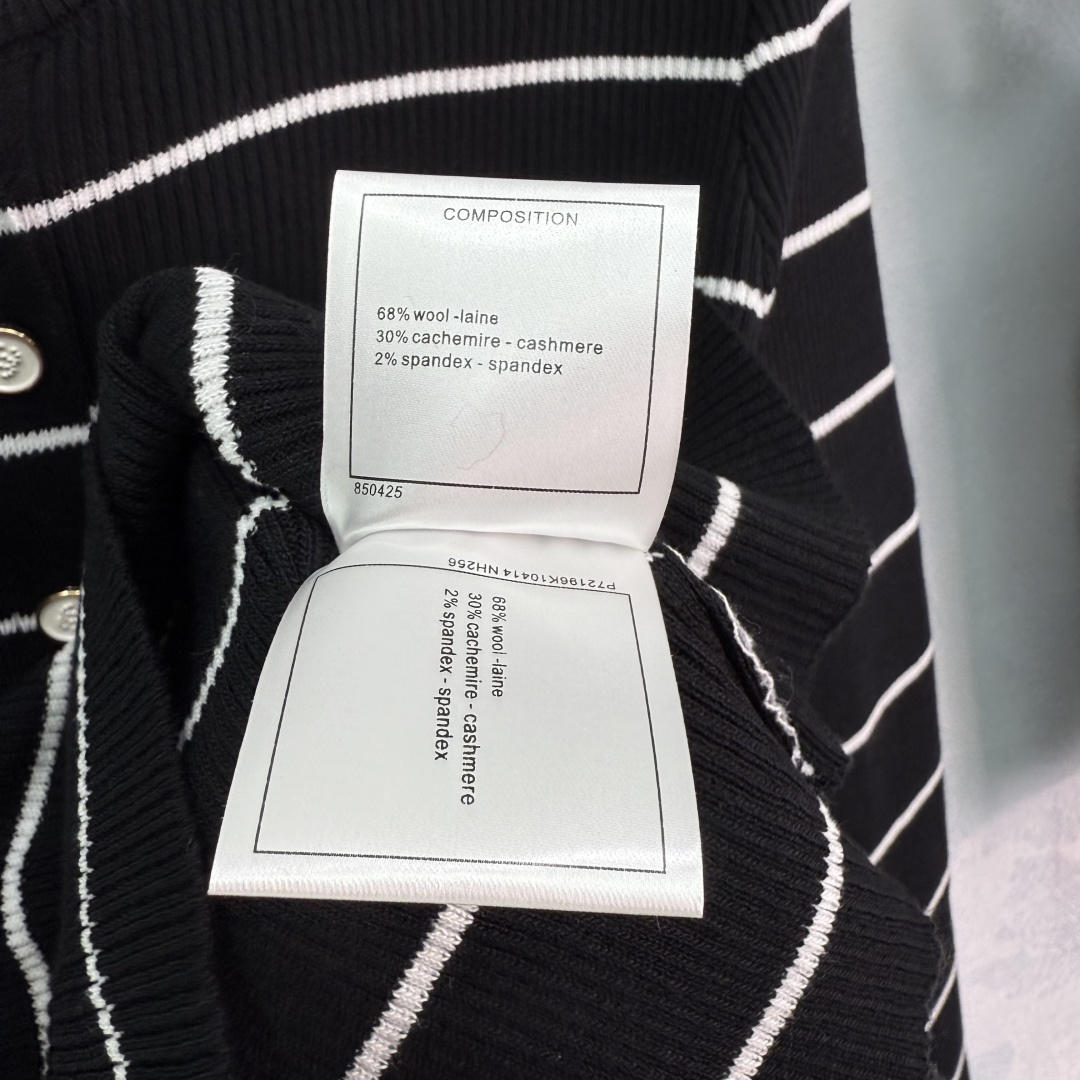 COMPOSITION
68% wool -laine
30% cachemire - cashmere
2% spandex - spandex
850425
P72196K10414 NH256
68% wool -laine
30% cachemire - cashmere
2% spandex - spandex